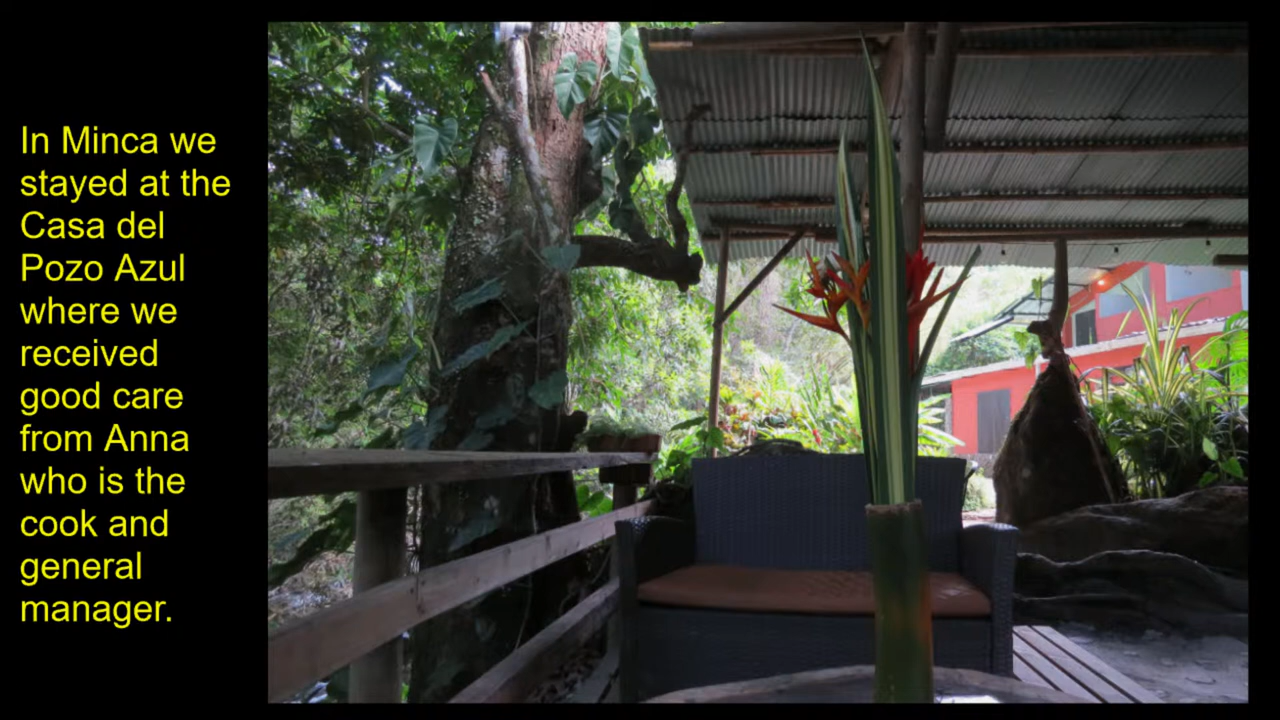 In Minca we
stayed at the
Casa del
Pozo Azul
where we
received
good care
from Anna
who is the
cook and
general
manager.